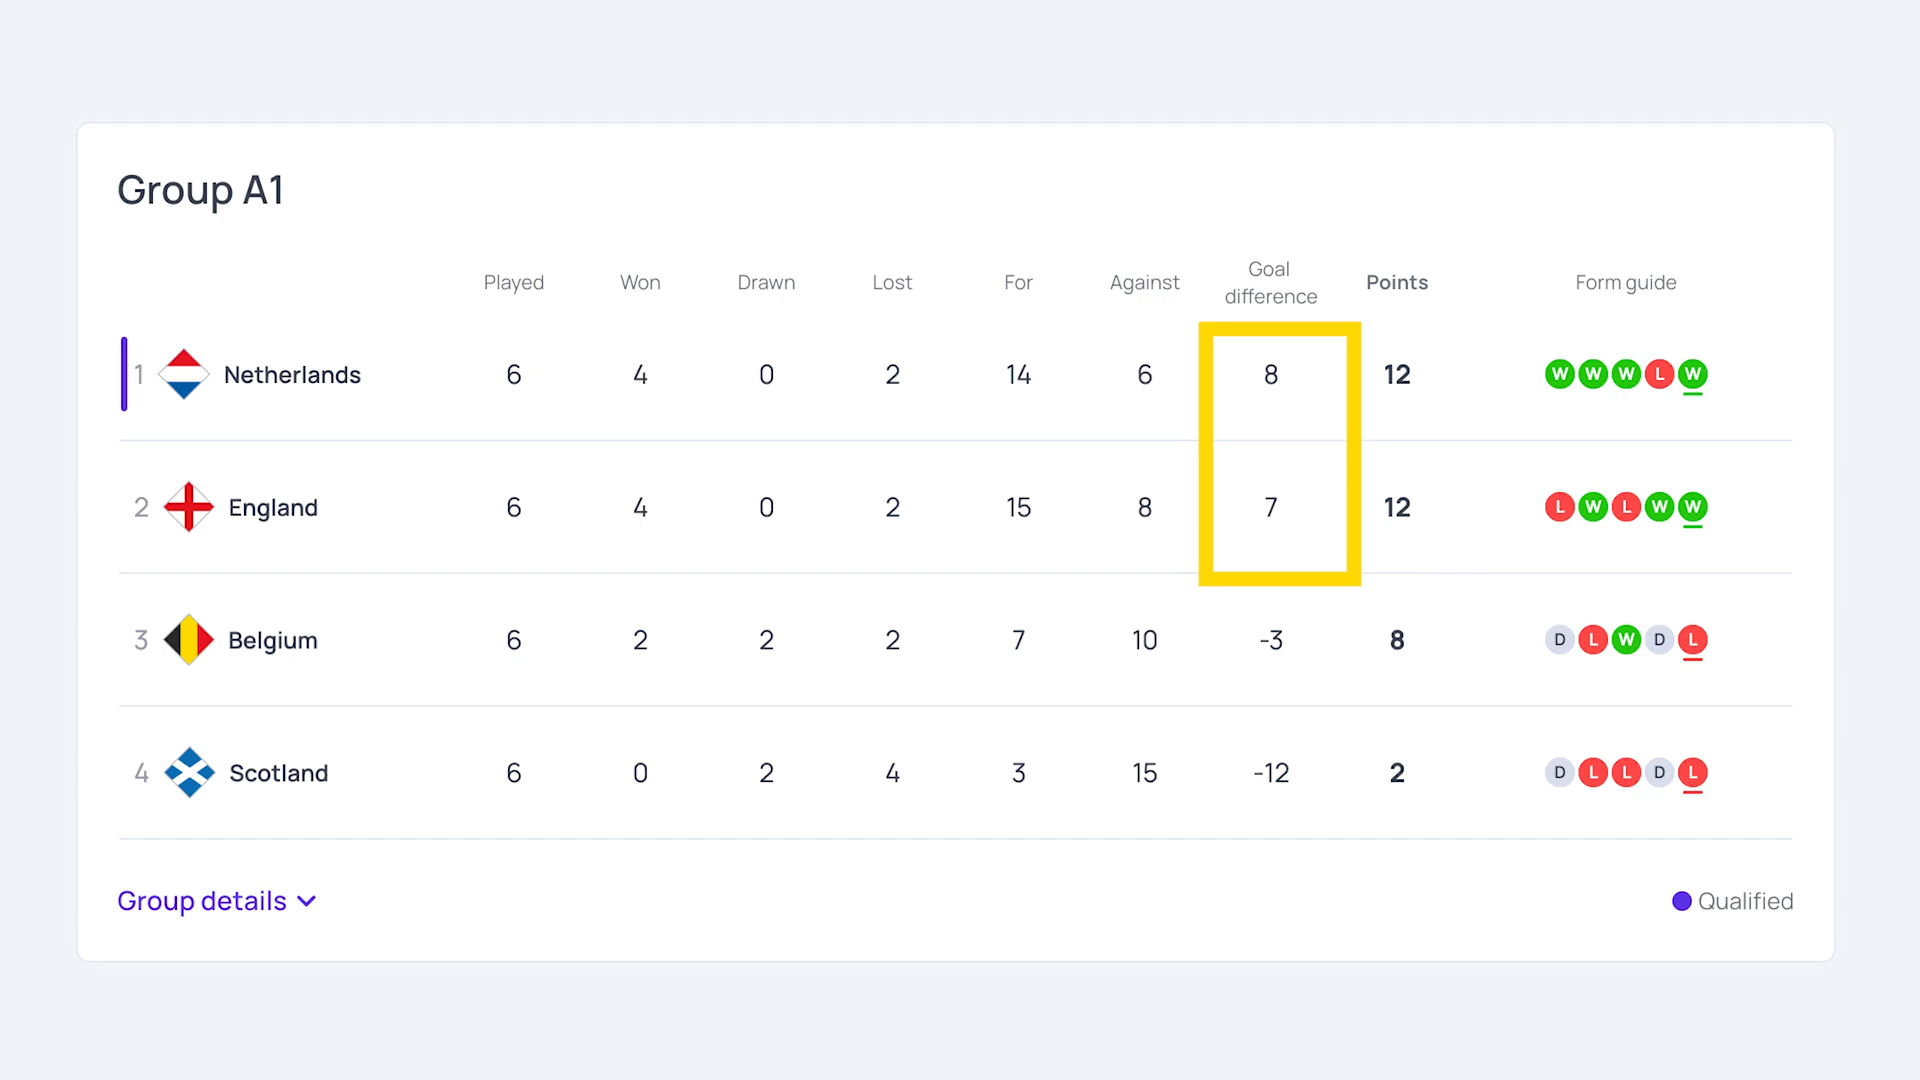 Group A1
Played Won Drawn Lost For Against Goal difference Points Form guide
1 Netherlands 6 4 0 2 14 6 8 12 W W W L W
2 England 6 4 0 2 15 8 7 12 L W L W W
3 Belgium 6 2 2 2 7 10 -3 8 D L W D L
4 Scotland 6 0 2 4 3 15 -12 2 D L L D L
Group details
Qualified